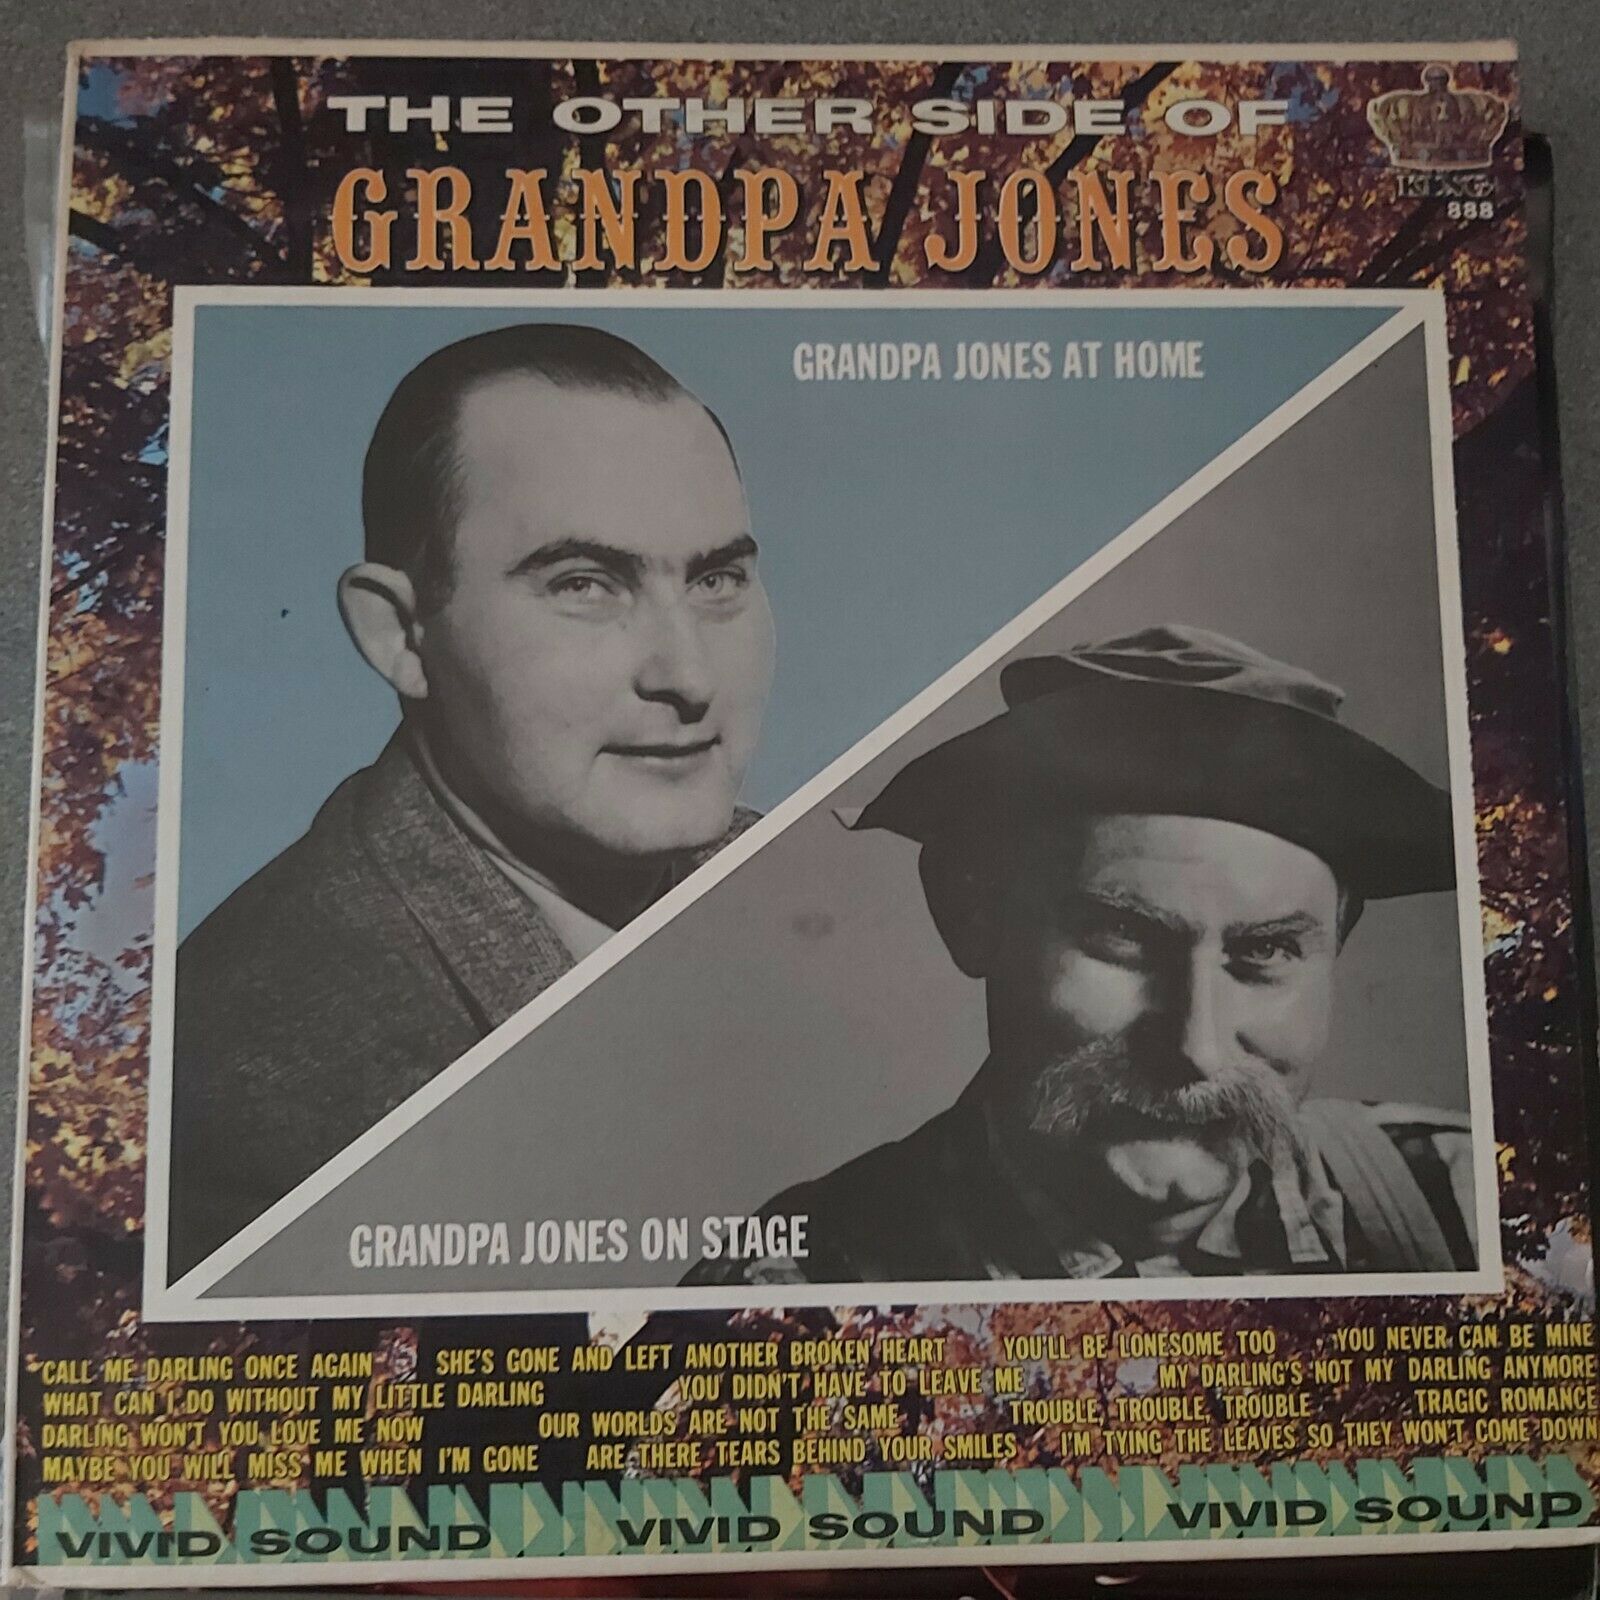 THE OTHER SIDE OF
GRANDPA JONES
KING
888
GRANDPA JONES AT HOME
GRANDPA JONES ON STAGE
CALL ME DARLING ONCE AGAIN SHE'S GONE AND LEFT ANOTHER BROKEN HEART YOU'LL BE LONESOME TOO YOU NEVER CAN BE MINE
WHAT CAN I DO WITHOUT MY LITTLE DARLING YOU DIDN'T HAVE TO LEAVE ME MY DARLING'S NOT MY DARLING ANYMORE
DARLING WON'T YOU LOVE ME NOW OUR WORLDS ARE NOT THE SAME TROUBLE, TROUBLE, TROUBLE TRAGIC ROMANCE
MAYBE YOU WILL MISS ME WHEN I'M GONE ARE THERE TEARS BEHIND YOUR SMILES I'M TYING THE LEAVES SO THEY WON'T COME DOWN
VIVID SOUND VIVID SOUND VIVID SOUND